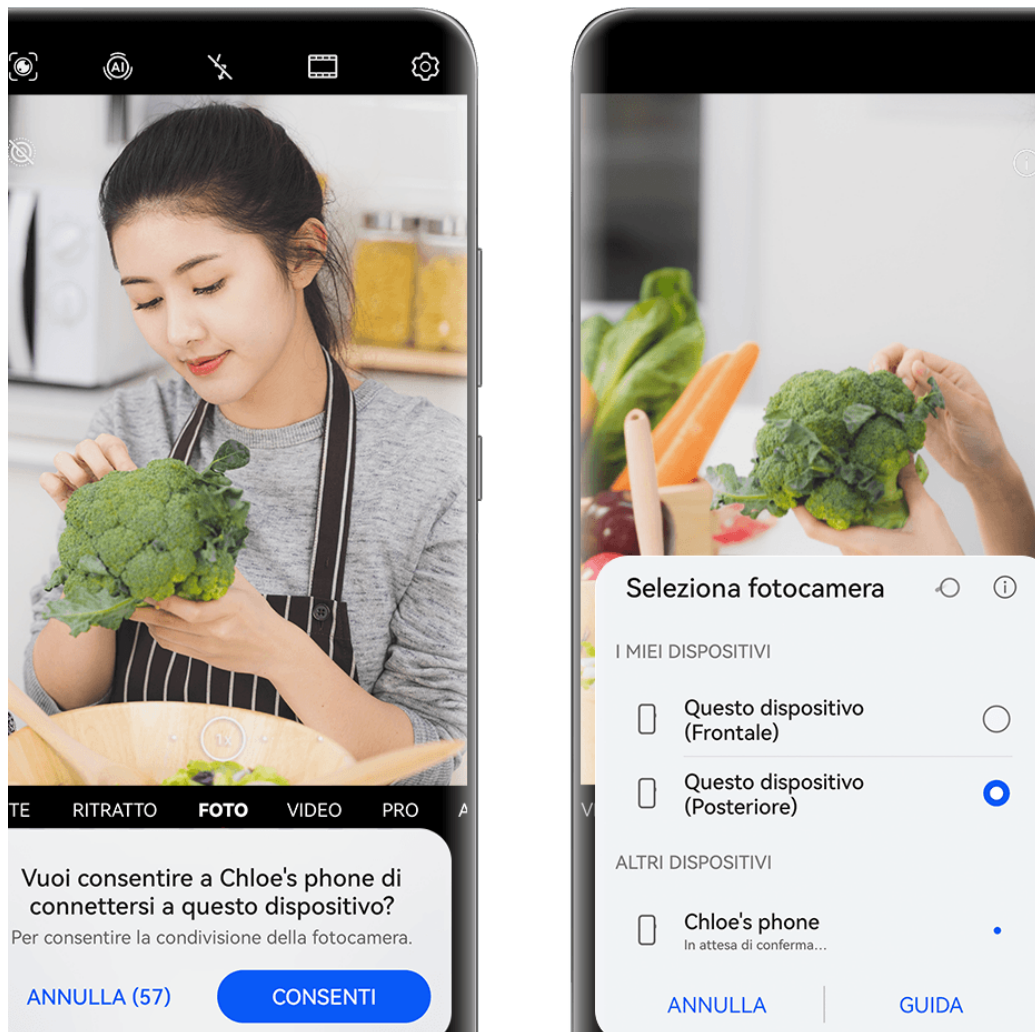 AI
TE RITRATTO FOTO VIDEO PRO
Vuoi consentire a Chloe's phone di
connettersi a questo dispositivo?
Per consentire la condivisione della fotocamera.
ANNULLA (57) CONSENTI
1x
Seleziona fotocamera
I MIEI DISPOSITIVI
Questo dispositivo
(Frontale)
Questo dispositivo
(Posteriore)
ALTRI DISPOSITIVI
Chloe's phone
In attesa di conferma...
ANNULLA GUIDA